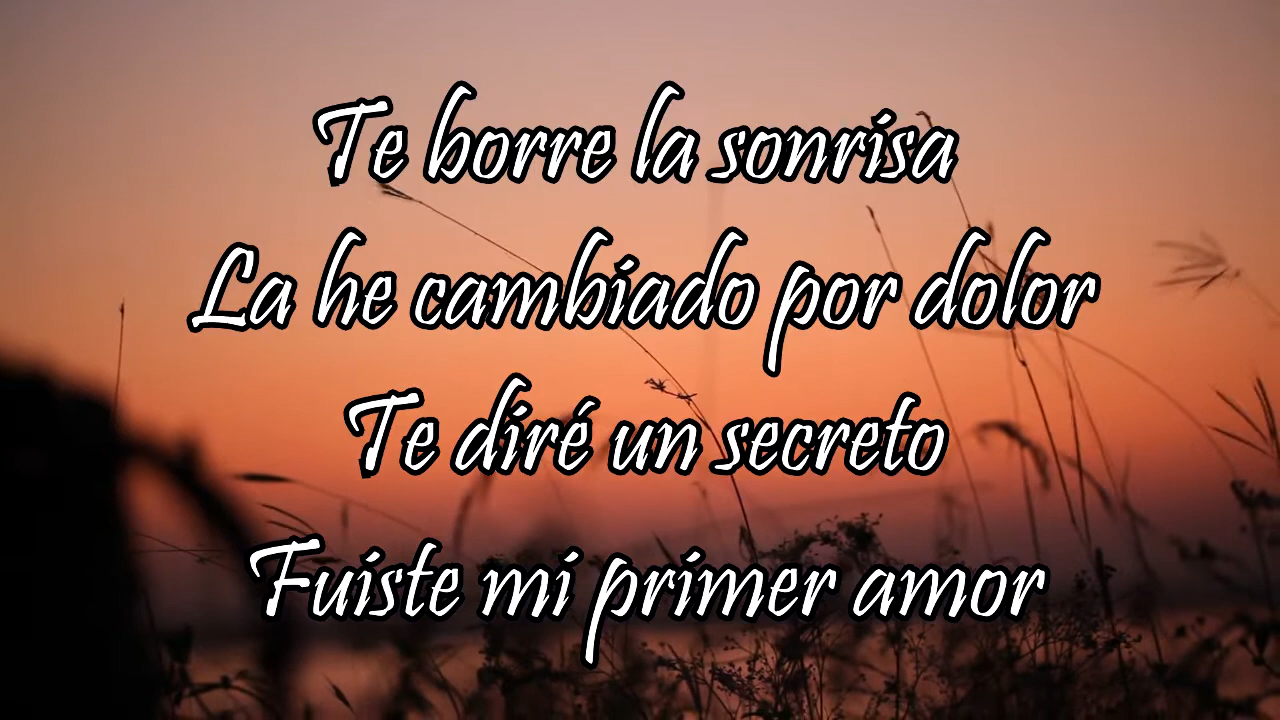 Te borre la sonrisa
La he cambiado por dolor
Te diré un secreto
Fuiste mi primer amor